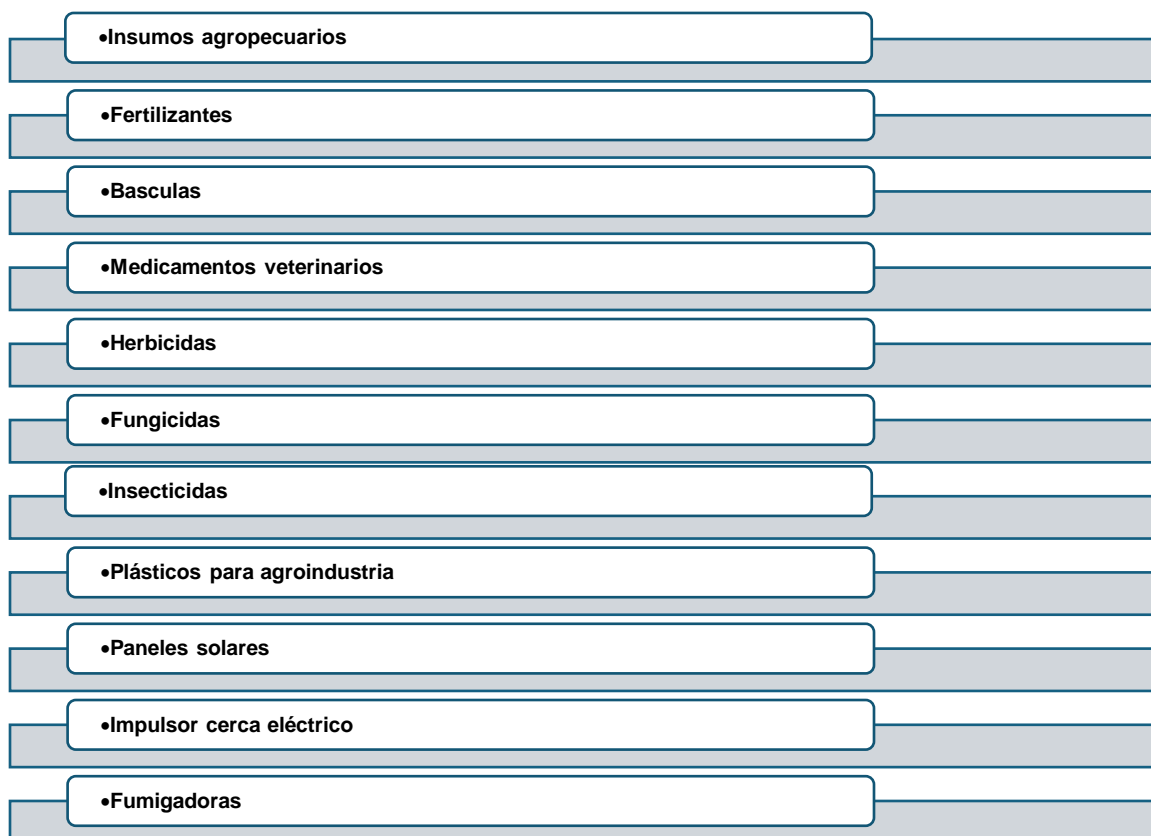 •Insumos agropecuarios
•Fertilizantes
•Basculas
•Medicamentos veterinarios
•Herbicidas
•Fungicidas
•Insecticidas
•Plásticos para agroindustria
•Paneles solares
•Impulsor cerca eléctrico
•Fumigadoras